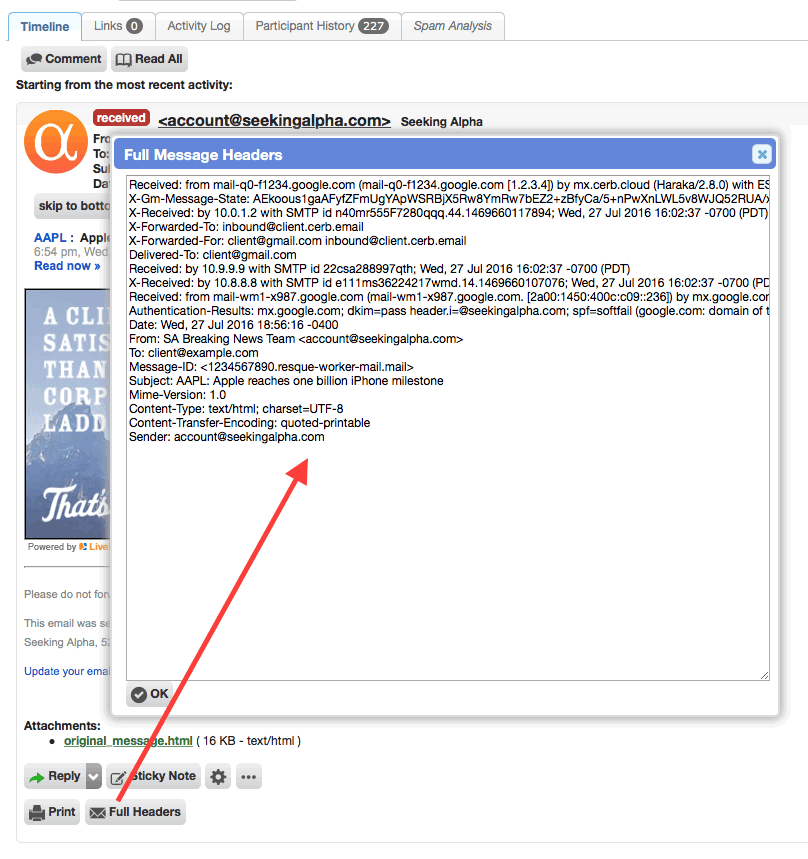 Timeline
Links 0
Activity Log
Participant History 227
Spam Analysis
Comment
Read All
Starting from the most recent activity:
α
received <account@seekingalpha.com> Seeking Alpha
Fro
To:
Sub
Dat
skip to botto
AAPL : Apple
6:54 pm, Wed
Read now »
A CLI
SATIS
THAN
CORP
LADD
That's
Powered by Live
Please do not forw
This email was se
Seeking Alpha, 52
Update your emai
Full Message Headers
Received: from mail-q0-f1234.google.com (mail-q0-f1234.google.com [1.2.3.4]) by mx.cerb.cloud (Haraka/2.8.0) with ES
X-Gm-Message-State: AEkoous1gaAFyfZFmUgYApWSRBjX5Rw8YmRw7bEZ2+zBfyCa/5+nPwXnLWL5v8WJQ52RUA/x
X-Received: by 10.0.1.2 with SMTP id n40mr555F7280qqq.44.1469660117894; Wed, 27 Jul 2016 16:02:37 -0700 (PDT)
X-Forwarded-To: inbound@client.cerb.email
X-Forwarded-For: client@gmail.com inbound@client.cerb.email
Delivered-To: client@gmail.com
Received: by 10.9.9.9 with SMTP id 22csa288997qth; Wed, 27 Jul 2016 16:02:37 -0700 (PDT)
X-Received: by 10.8.8.8 with SMTP id e111ms36224217wmd.14.1469660107076; Wed, 27 Jul 2016 16:02:37 -0700 (PD
Received: from mail-wm1-x987.google.com (mail-wm1-x987.google.com. [2a00:1450:400c:c09::236]) by mx.google.com
Authentication-Results: mx.google.com; dkim=pass header.i=@seekingalpha.com; spf=softfail (google.com: domain of t
Date: Wed, 27 Jul 2016 18:56:16 -0400
From: SA Breaking News Team <account@seekingalpha.com>
To: client@example.com
Message-ID: <1234567890.resque-worker-mail.mail>
Subject: AAPL: Apple reaches one billion iPhone milestone
Mime-Version: 1.0
Content-Type: text/html; charset=UTF-8
Content-Transfer-Encoding: quoted-printable
Sender: account@seekingalpha.com
OK
Attachments:
• original_message.html ( 16 KB - text/html )
Reply
Sticky Note
Print
Full Headers